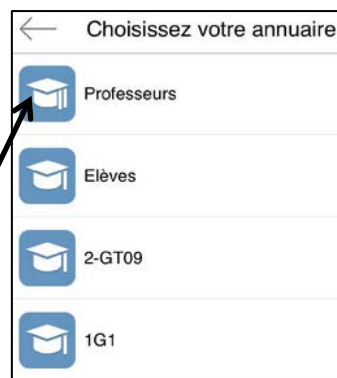 Choisissez votre annuaire
Professeurs
Elèves
2-GT09
1G1